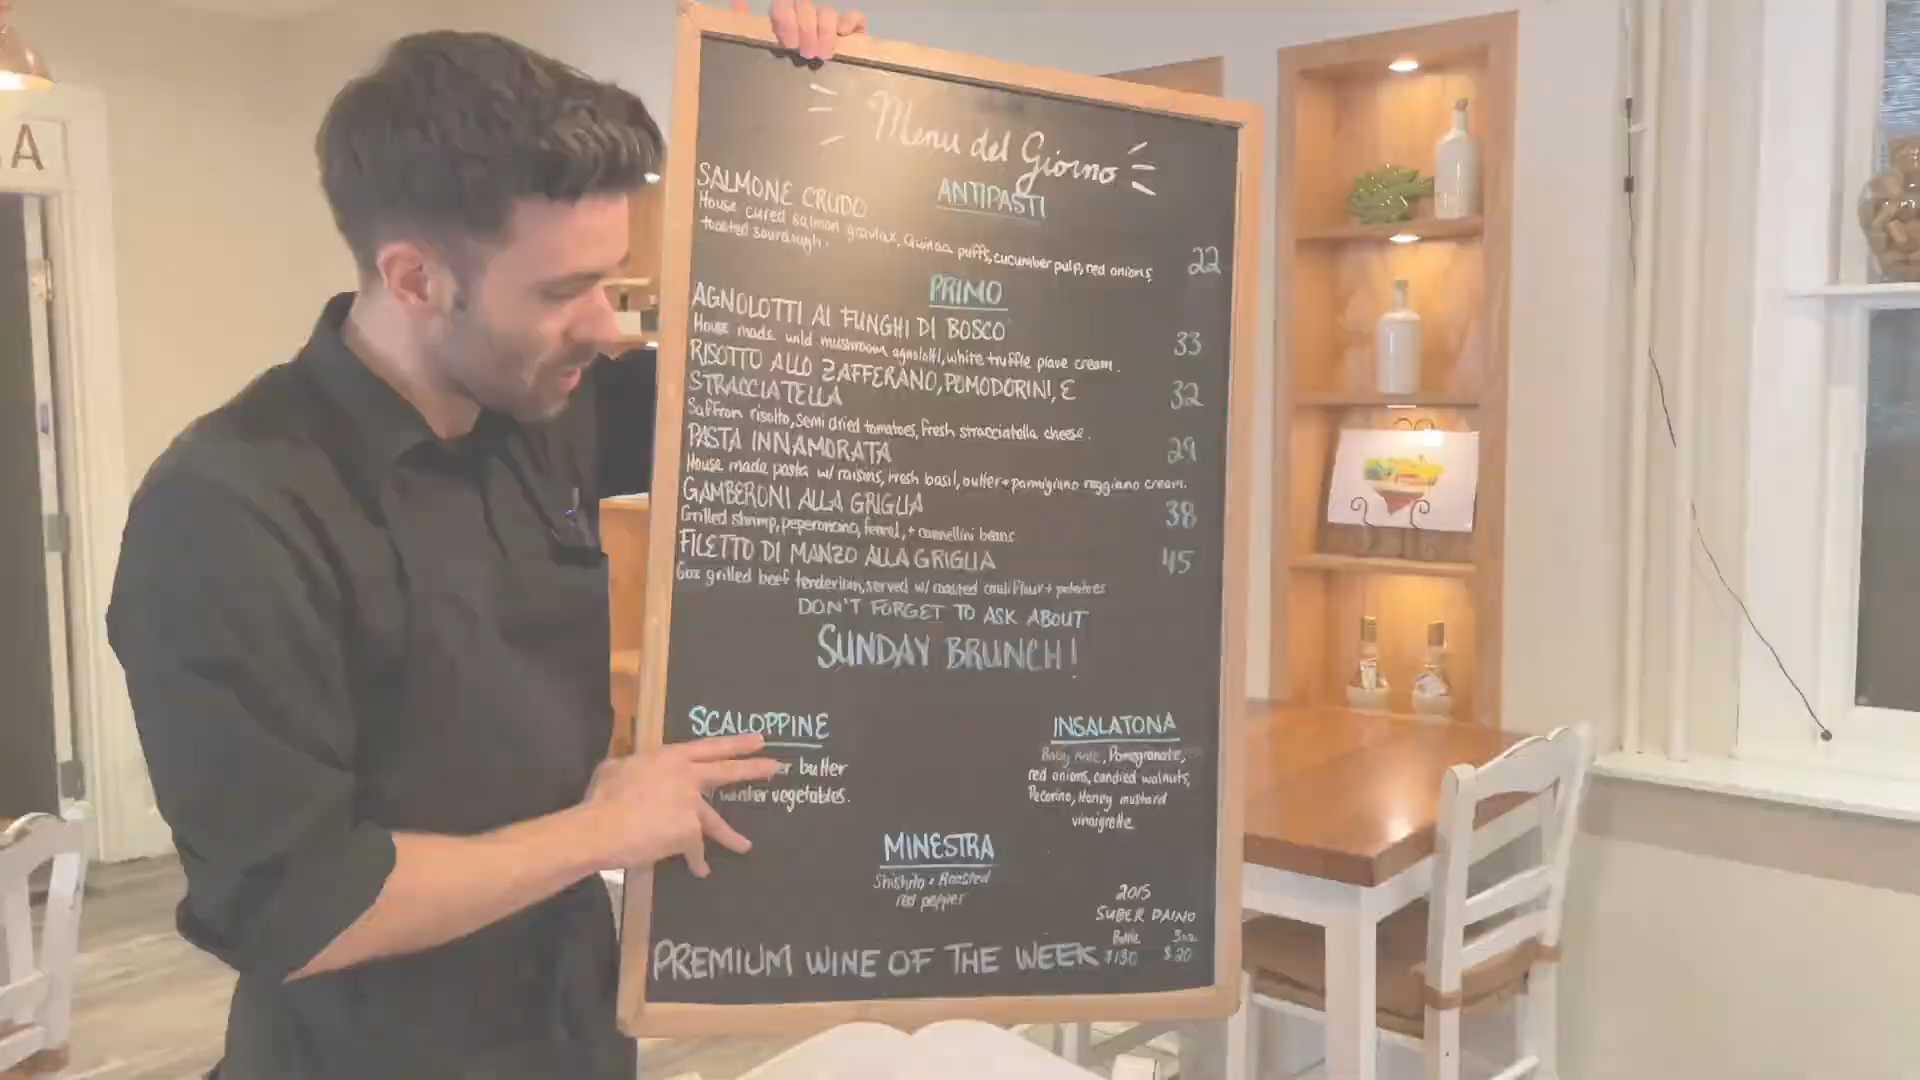 A
Menu del Giorno
ANTIPASTI
SALMONE CRUDO
House cured salmon gravlax, Quinoa puffs, cucumber pulp, red onions, 22
toasted sourdough.
PRIMO
AGNOLOTTI AI FUNGHI DI BOSCO 33
House made wild mushroom agnolotti, white truffle piave cream.
RISOTTO ALLO ZAFFERANO, POMODORINI, E 32
STRACCIATELLA
Saffron risotto, semi dried tomatoes, fresh stracciatella cheese.
PASTA INNAMORATA 29
House made pasta w/ raisins, fresh basil, butter + parmigiano reggiano cream.
GAMBERONI ALLA GRIGLIA 38
Grilled shrimp, peperoncino, fennel, + cannellini beans
FILETTO DI MANZO ALLA GRIGLIA 45
6oz grilled beef tenderloin, served w/ roasted cauliflour + potatoes
DON'T FORGET TO ASK ABOUT
SUNDAY BRUNCH!
SCALOPPINE
butter
winter vegetables.
INSALATONA
Baby kale, Pomegranate,
red onions, candied walnuts,
Pecorino, Honey mustard
vinaigrette
MINESTRA
Shishito + Roasted
red pepper
2015
SUBER DAINO
Bottle 3oz
PREMIUM WINE OF THE WEEK $130 $20